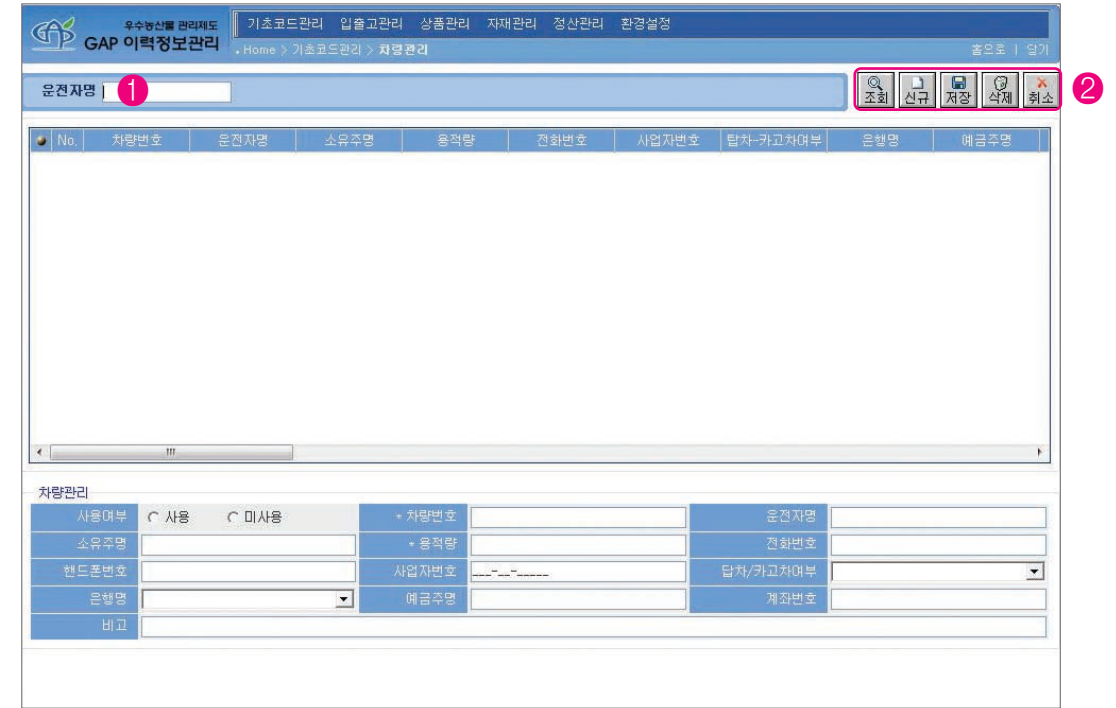 우수농산물 관리제도
GAP 이력정보관리
기초코드관리 입출고관리 상품관리 자재관리 정산관리 환경설정
Home > 기초코드관리 > 차량관리
홈으로 | 닫기
운전자명 1
조회 신규 저장 삭제 취소 2
No. 차량번호 운전자명 소유주명 용적량 전화번호 사업자번호 탑차-카고차여부 은행명 예금주명
차량관리
사용여부 사용 미사용 * 차량번호 운전자명
소유주명 * 용적량 전화번호
핸드폰번호 사업자번호 ___-__-_____ 탑차/카고차여부
은행명 예금주명 계좌번호
비고